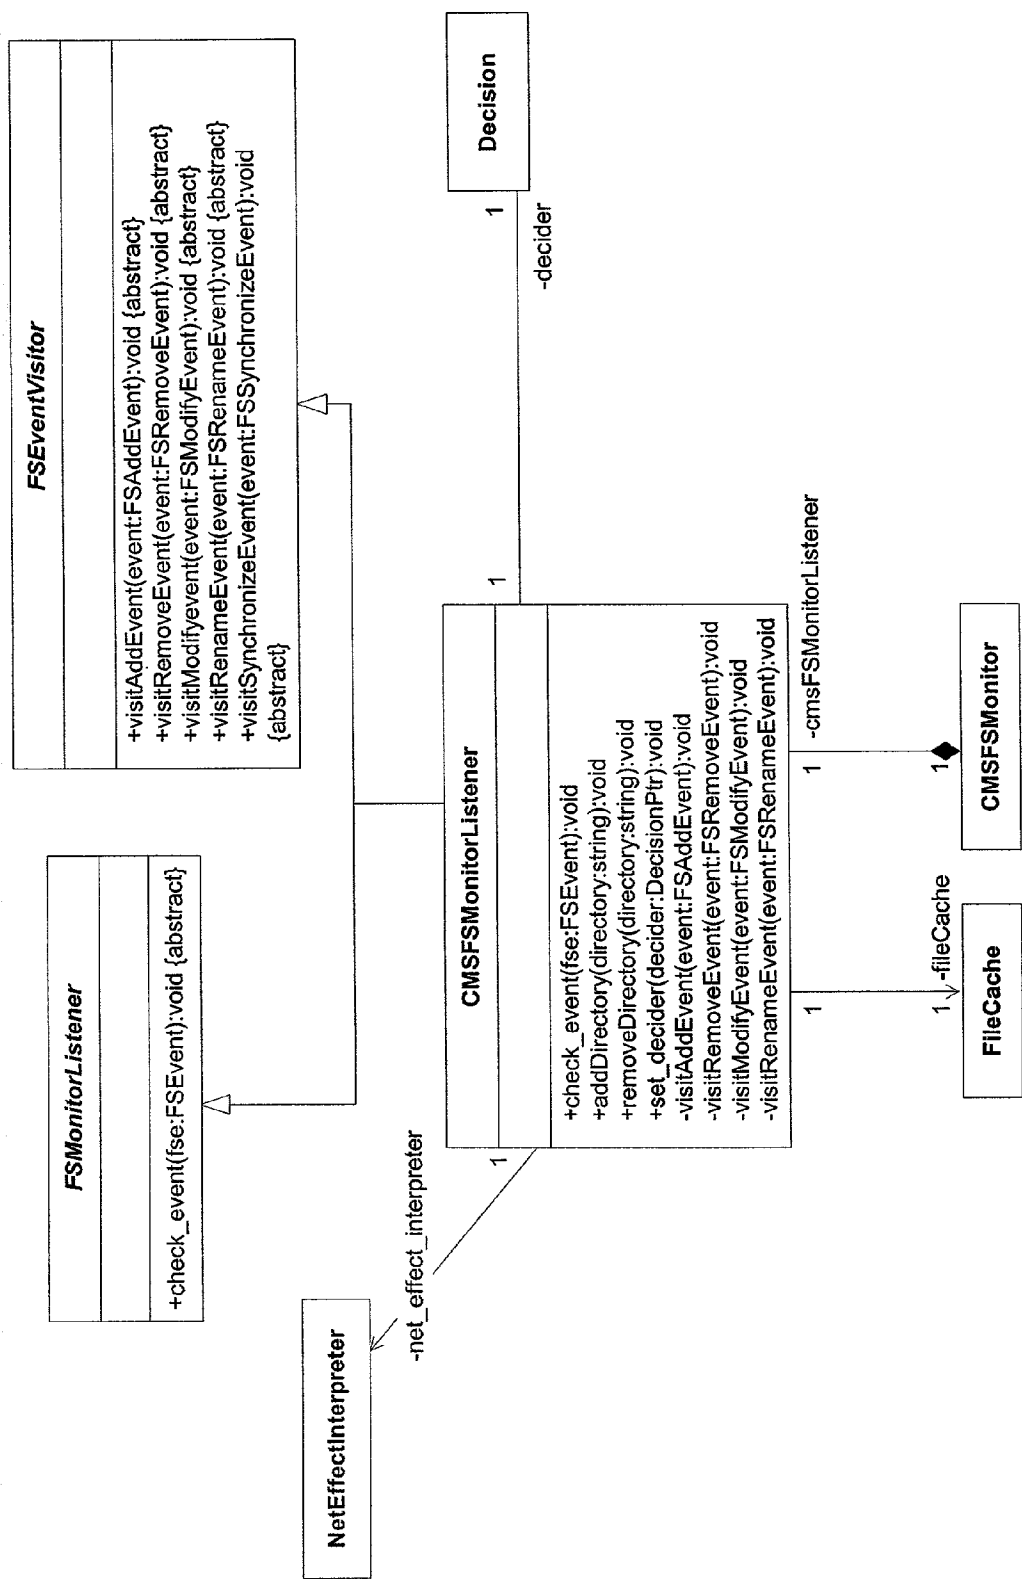 FSMonitorListener
+check_event(fse:FSEvent):void {abstract}
FSEventVisitor
+visitAddEvent(event:FSAddEvent):void {abstract}
+visitRemoveEvent(event:FSRemoveEvent):void {abstract}
+visitModifyevent(event:FSModifyEvent):void {abstract}
+visitRenameEvent(event:FSRenameEvent):void {abstract}
+visitSynchronizeEvent(event:FSSynchronizeEvent):void
{abstract}
NetEffectInterpreter
-net_effect_interpreter
1
CMSFSMonitorListener
+check_event(fse:FSEvent):void
+addDirectory(directory:string):void
+removeDirectory(directory:string):void
+set_decider(decider:DecisionPtr):void
-visitAddEvent(event:FSAddEvent):void
-visitRemoveEvent(event:FSRemoveEvent):void
-visitModifyEvent(event:FSModifyEvent):void
-visitRenameEvent(event:FSRenameEvent):void
1
1
-decider
Decision
1
1
-fileCache
FileCache
1
-cmsFSMonitorListener
1
CMSFSMonitor